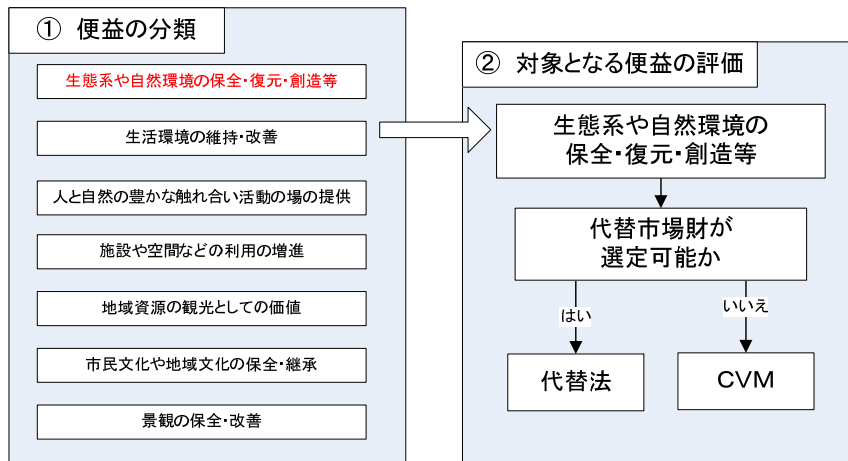 ① 便益の分類
生態系や自然環境の保全・復元・創造等
生活環境の維持・改善
人と自然の豊かな触れ合い活動の場の提供
施設や空間などの利用の増進
地域資源の観光としての価値
市民文化や地域文化の保全・継承
景観の保全・改善
② 対象となる便益の評価
生態系や自然環境の
保全・復元・創造等
代替市場財が
選定可能か
はい
いいえ
代替法
CVM